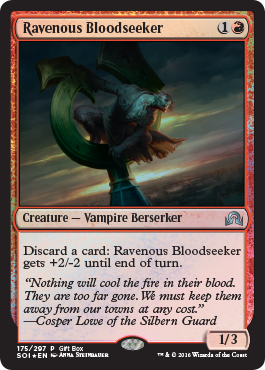 Ravenous Bloodseeker 1
Creature — Vampire Berserker
Discard a card: Ravenous Bloodseeker
gets +2/-2 until end of turn.
“Nothing will cool the fire in their blood.
They are too far gone. We must keep them
away from our towns at any cost.”
—Cosper Lowe of the Silbern Guard
1/3
175/297 P Gift Box
SOI★EN Anna Steinbauer
™ & © 2016 Wizards of the Coast